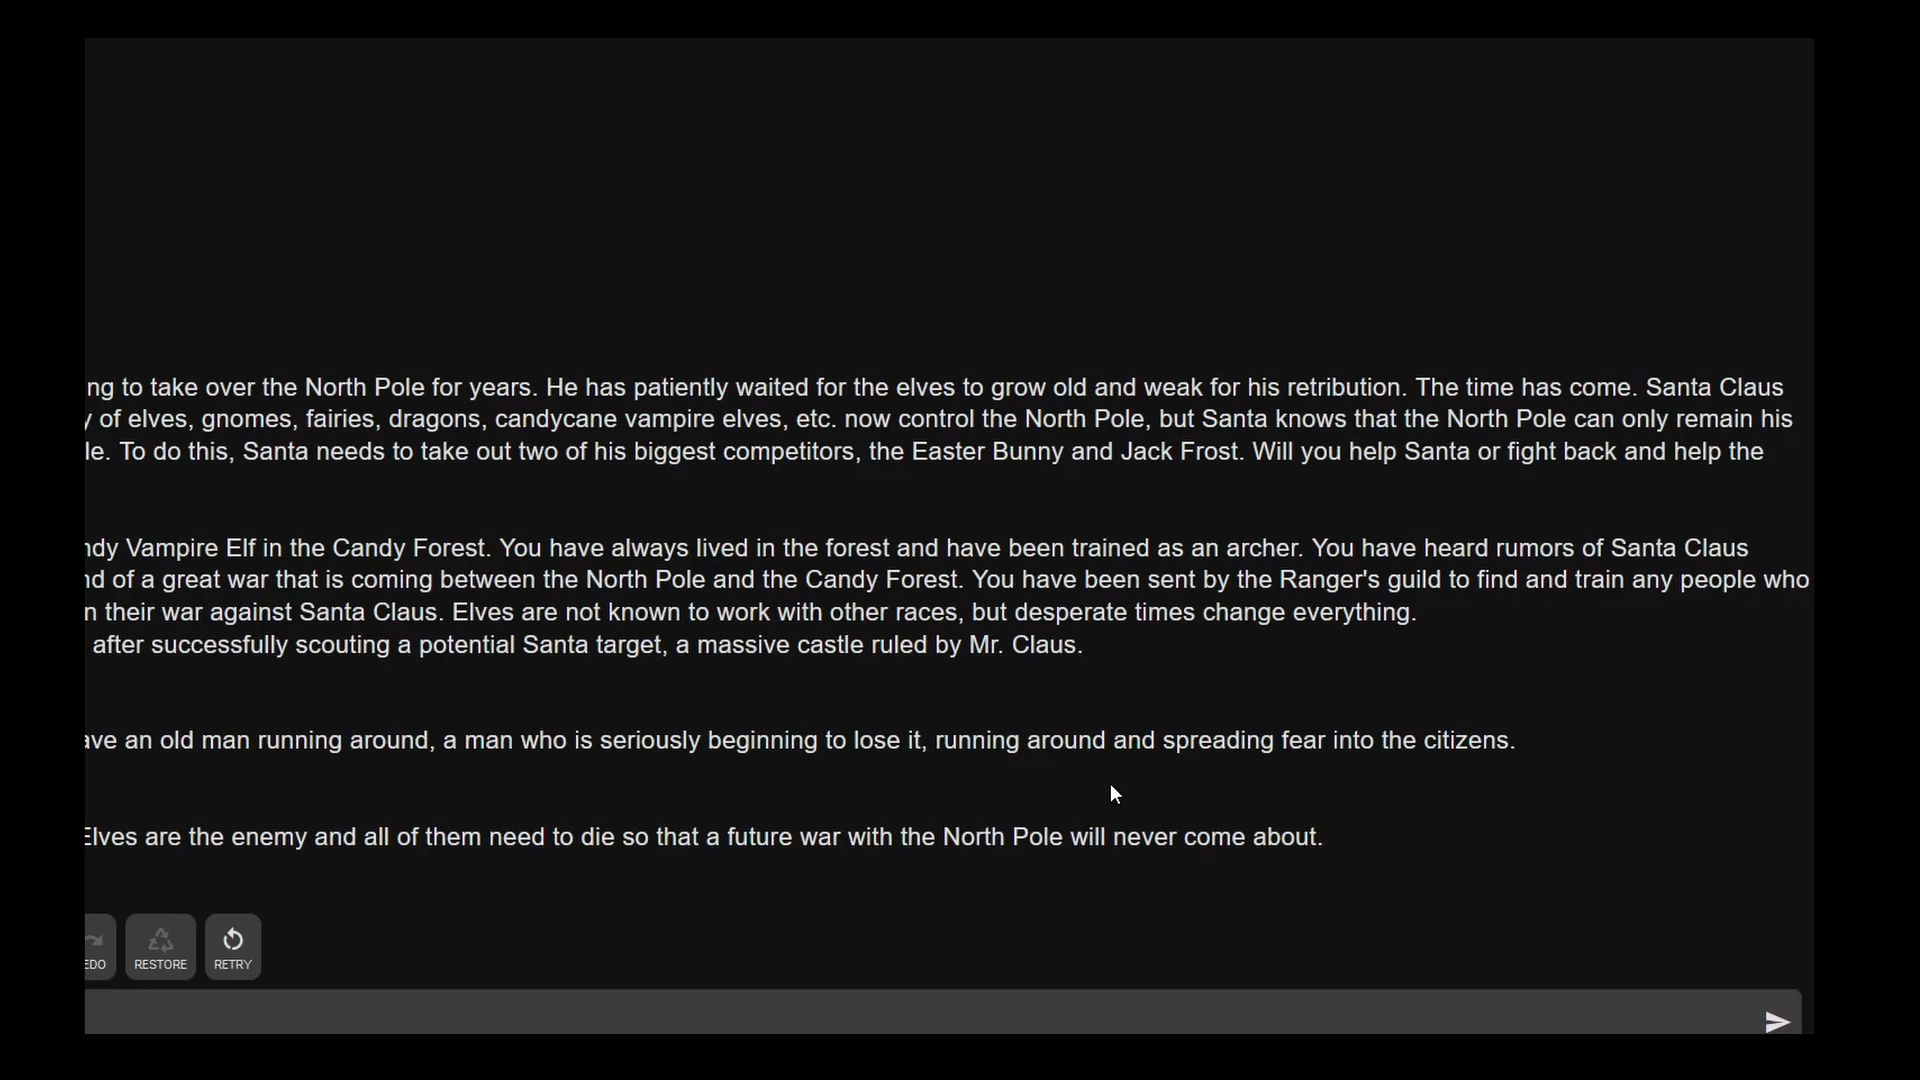 ng to take over the North Pole for years. He has patiently waited for the elves to grow old and weak for his retribution. The time has come. Santa Claus
y of elves, gnomes, fairies, dragons, candycane vampire elves, etc. now control the North Pole, but Santa knows that the North Pole can only remain his
le. To do this, Santa needs to take out two of his biggest competitors, the Easter Bunny and Jack Frost. Will you help Santa or fight back and help the
ndy Vampire Elf in the Candy Forest. You have always lived in the forest and have been trained as an archer. You have heard rumors of Santa Claus
nd of a great war that is coming between the North Pole and the Candy Forest. You have been sent by the Ranger's guild to find and train any people who
n their war against Santa Claus. Elves are not known to work with other races, but desperate times change everything.
after successfully scouting a potential Santa target, a massive castle ruled by Mr. Claus.
ave an old man running around, a man who is seriously beginning to lose it, running around and spreading fear into the citizens.
Elves are the enemy and all of them need to die so that a future war with the North Pole will never come about.
EDO RESTORE RETRY